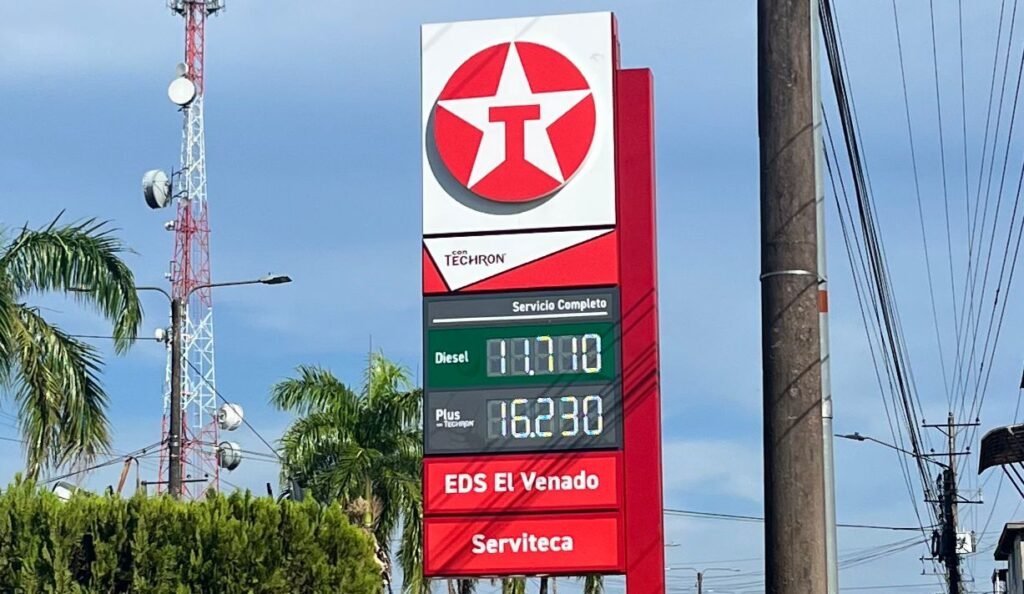 T
con
TECHRON
Servicio Completo
Diesel 11,710
Plus 16.230
con TECHRON
EDS El Venado
Serviteca